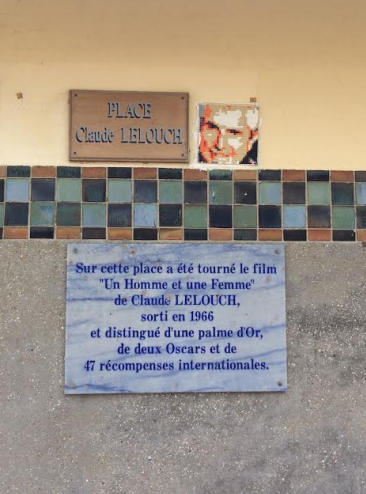 PLACE
Claude LELOUCH
Sur cette place a été tourné le film
"Un Homme et une Femme"
de Claude LELOUCH,
sorti en 1966
et distingué d'une palme d'Or,
de deux Oscars et de
47 récompenses internationales.